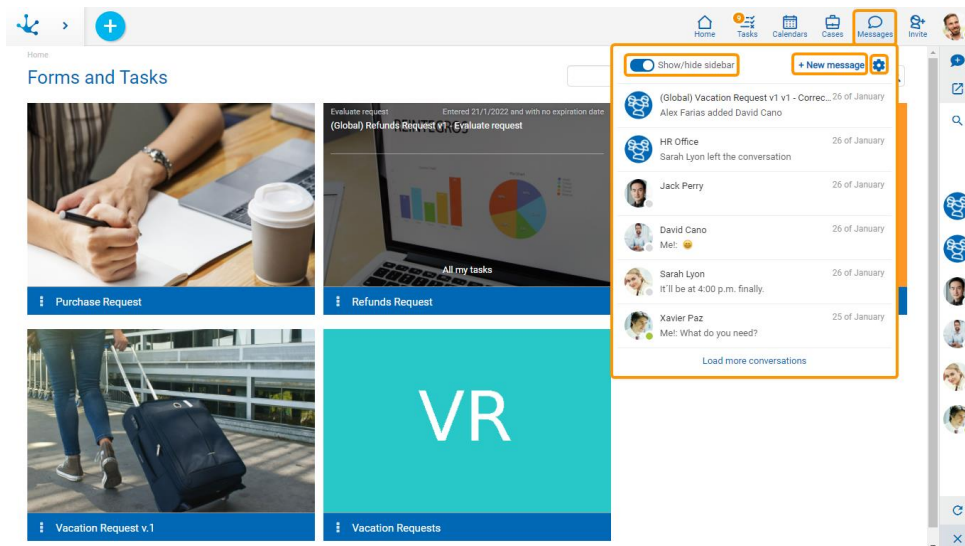 9
Home
Tasks
Calendars
Cases
Messages
Invite
Home
Forms and Tasks
Show/hide sidebar
+ New message
(Global) Vacation Request v1 v1 - Correc...
26 of January
Alex Farias added David Cano
HR Office
26 of January
Sarah Lyon left the conversation
Jack Perry
26 of January
David Cano
26 of January
Me!:
Sarah Lyon
26 of January
It´ll be at 4:00 p.m. finally.
Xavier Paz
25 of January
Me!: What do you need?
Load more conversations
Evaluate request
Entered 21/1/2022 and with no expiration date
REINTEGROS
(Global) Refunds Request v1 - Evaluate request
All my tasks
Purchase Request
Refunds Request
VR
Vacation Request v.1
Vacation Requests